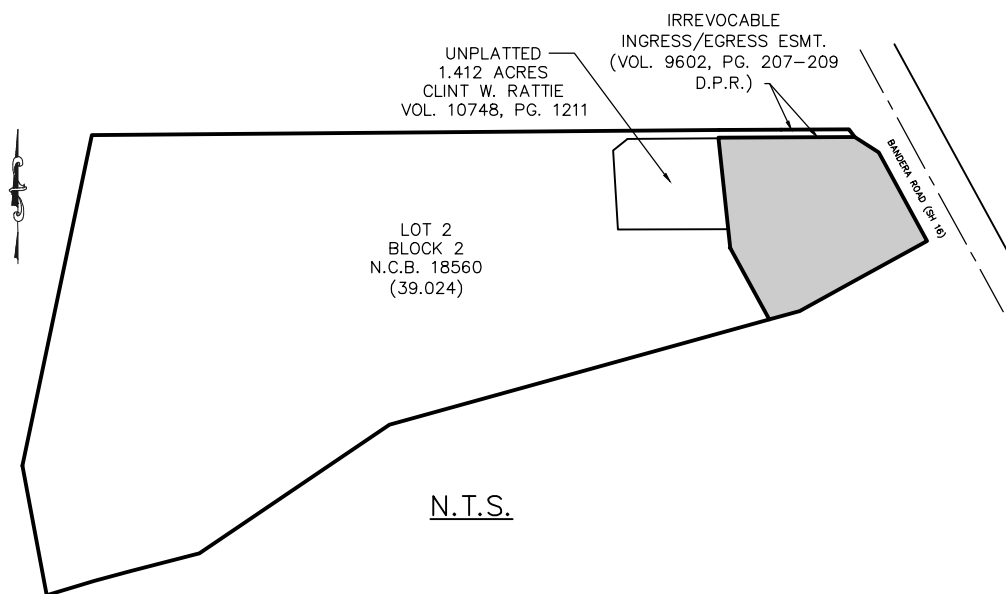 IRREVOCABLE
INGRESS/EGRESS ESMT.
(VOL. 9602, PG. 207–209
D.P.R.)
UNPLATTED
1.412 ACRES
CLINT W. RATTIE
VOL. 10748, PG. 1211
BANDERA ROAD (SH 16)
LOT 2
BLOCK 2
N.C.B. 18560
(39.024)
N.T.S.